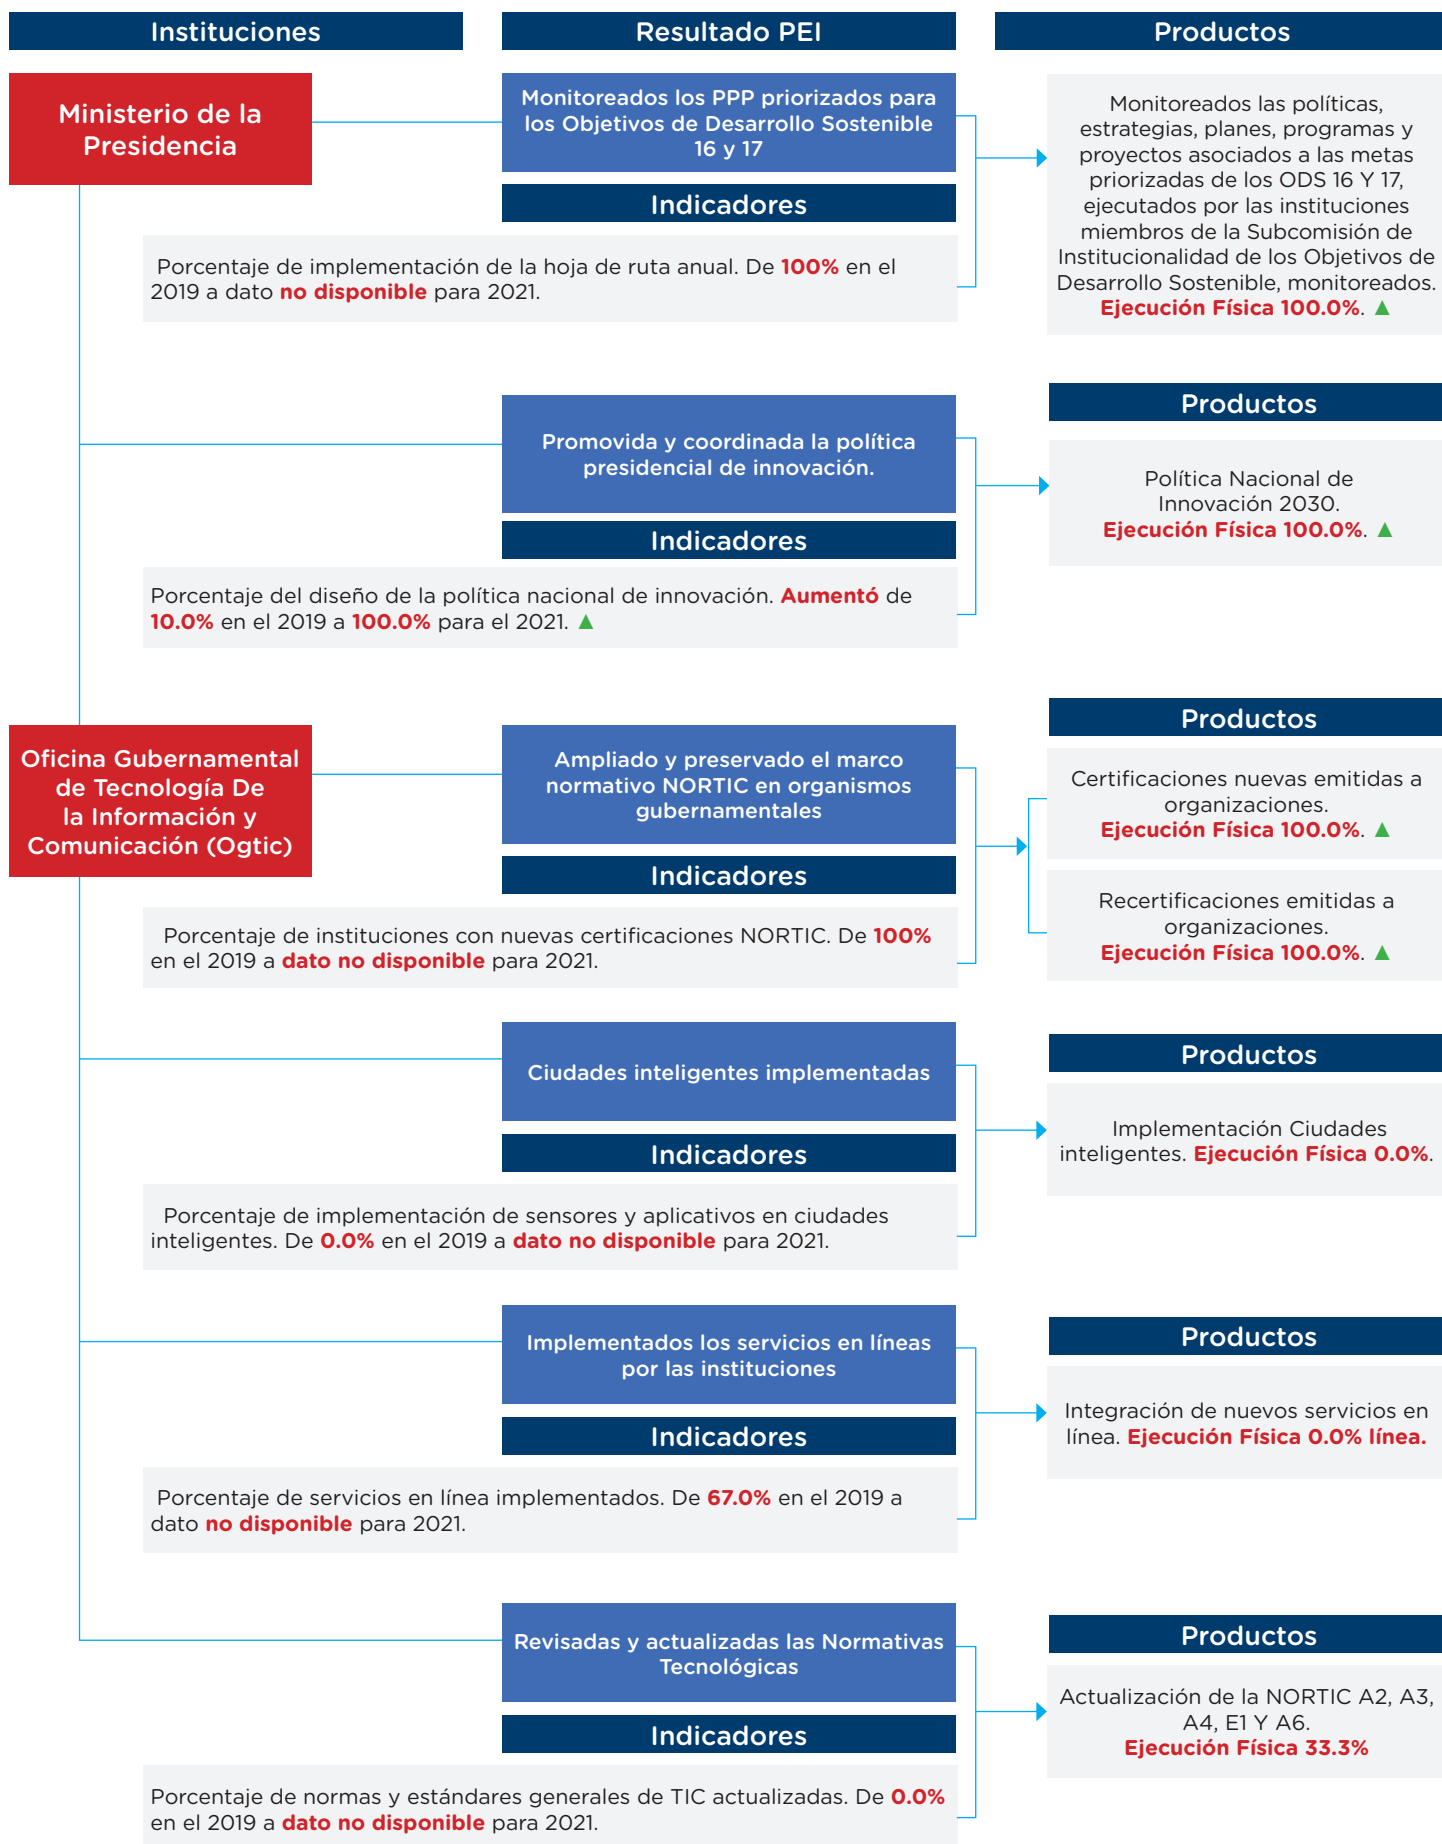 Instituciones
Resultado PEI
Productos
Ministerio de la
Presidencia
Monitoreados los PPP priorizados para
los Objetivos de Desarrollo Sostenible
16 y 17
Indicadores
Porcentaje de implementación de la hoja de ruta anual. De 100% en el
2019 a dato no disponible para 2021.
Monitoreados las políticas,
estrategias, planes, programas y
proyectos asociados a las metas
priorizadas de los ODS 16 Y 17,
ejecutados por las instituciones
miembros de la Subcomisión de
Institucionalidad de los Objetivos de
Desarrollo Sostenible, monitoreados.
Ejecución Física 100.0%. ▲
Promovida y coordinada la política
presidencial de innovación.
Indicadores
Porcentaje del diseño de la política nacional de innovación. Aumentó de
10.0% en el 2019 a 100.0% para el 2021. ▲
Productos
Política Nacional de
Innovación 2030.
Ejecución Física 100.0%. ▲
Oficina Gubernamental
de Tecnología De
la Información y
Comunicación (Ogtic)
Ampliado y preservado el marco
normativo NORTIC en organismos
gubernamentales
Indicadores
Porcentaje de instituciones con nuevas certificaciones NORTIC. De 100%
en el 2019 a dato no disponible para 2021.
Productos
Certificaciones nuevas emitidas a
organizaciones.
Ejecución Física 100.0%. ▲
Recertificaciones emitidas a
organizaciones.
Ejecución Física 100.0%. ▲
Ciudades inteligentes implementadas
Indicadores
Porcentaje de implementación de sensores y aplicativos en ciudades
inteligentes. De 0.0% en el 2019 a dato no disponible para 2021.
Productos
Implementación Ciudades
inteligentes. Ejecución Física 0.0%.
Implementados los servicios en líneas
por las instituciones
Indicadores
Porcentaje de servicios en línea implementados. De 67.0% en el 2019 a
dato no disponible para 2021.
Productos
Integración de nuevos servicios en
línea. Ejecución Física 0.0% línea.
Revisadas y actualizadas las Normativas
Tecnológicas
Indicadores
Porcentaje de normas y estándares generales de TIC actualizadas. De 0.0%
en el 2019 a dato no disponible para 2021.
Productos
Actualización de la NORTIC A2, A3,
A4, E1 Y A6.
Ejecución Física 33.3%